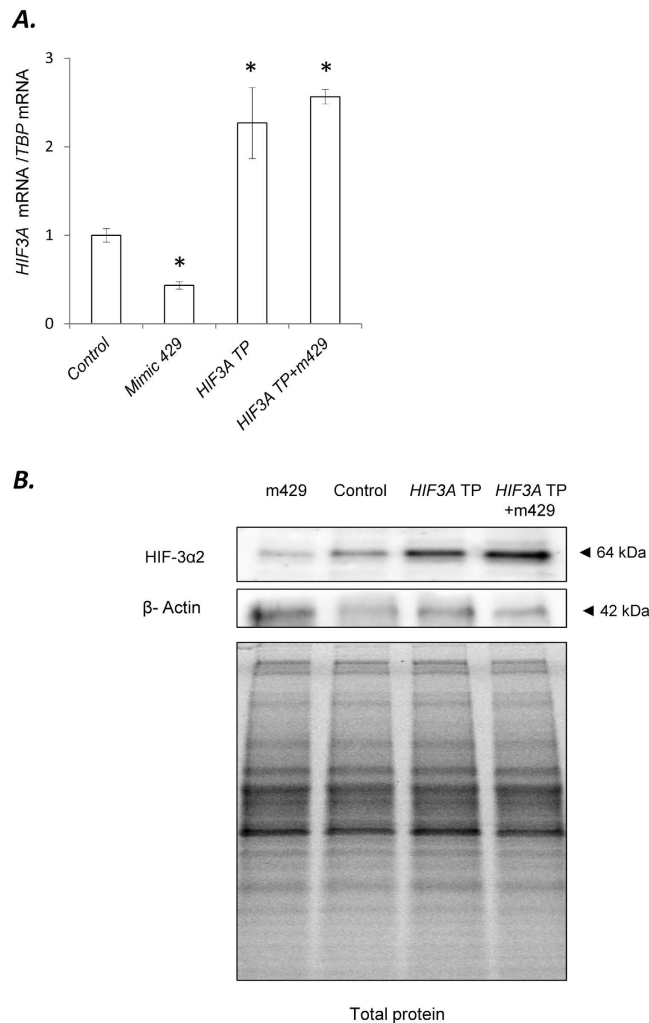 A.
HIF3A mRNA /TBP mRNA
3
2
1
0
*
*
*
Control
Mimic 429
HIF3A TP
HIF3A TP+m429
B.
m429 Control HIF3A TP HIF3A TP
+m429
HIF-3α2 ◄ 64 kDa
β- Actin ◄ 42 kDa
Total protein